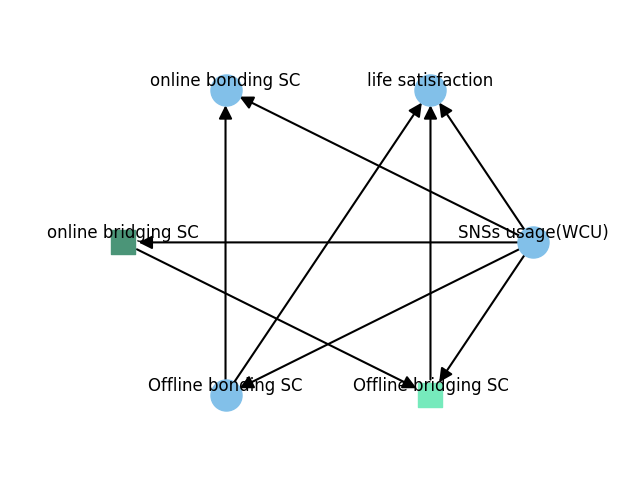 online bonding SC
life satisfaction
online bridging SC
SNSs usage(WCU)
Offline bonding SC
Offline bridging SC